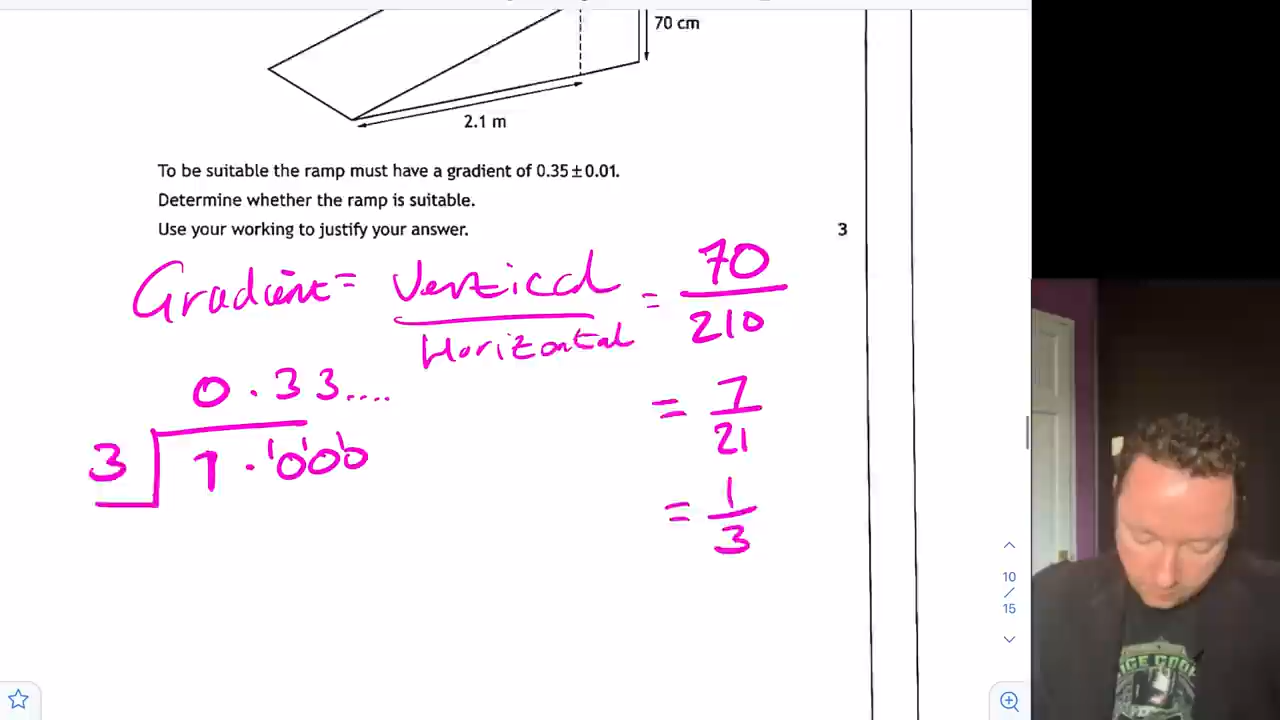 70 cm
2.1 m
To be suitable the ramp must have a gradient of 0.35±0.01.
Determine whether the ramp is suitable.
Use your working to justify your answer.
3
Gradient = Vertical / Horizontal = 70 / 210
= 7 / 21
= 1 / 3
0.33....
3 1.¹0¹0¹0
10
/
15